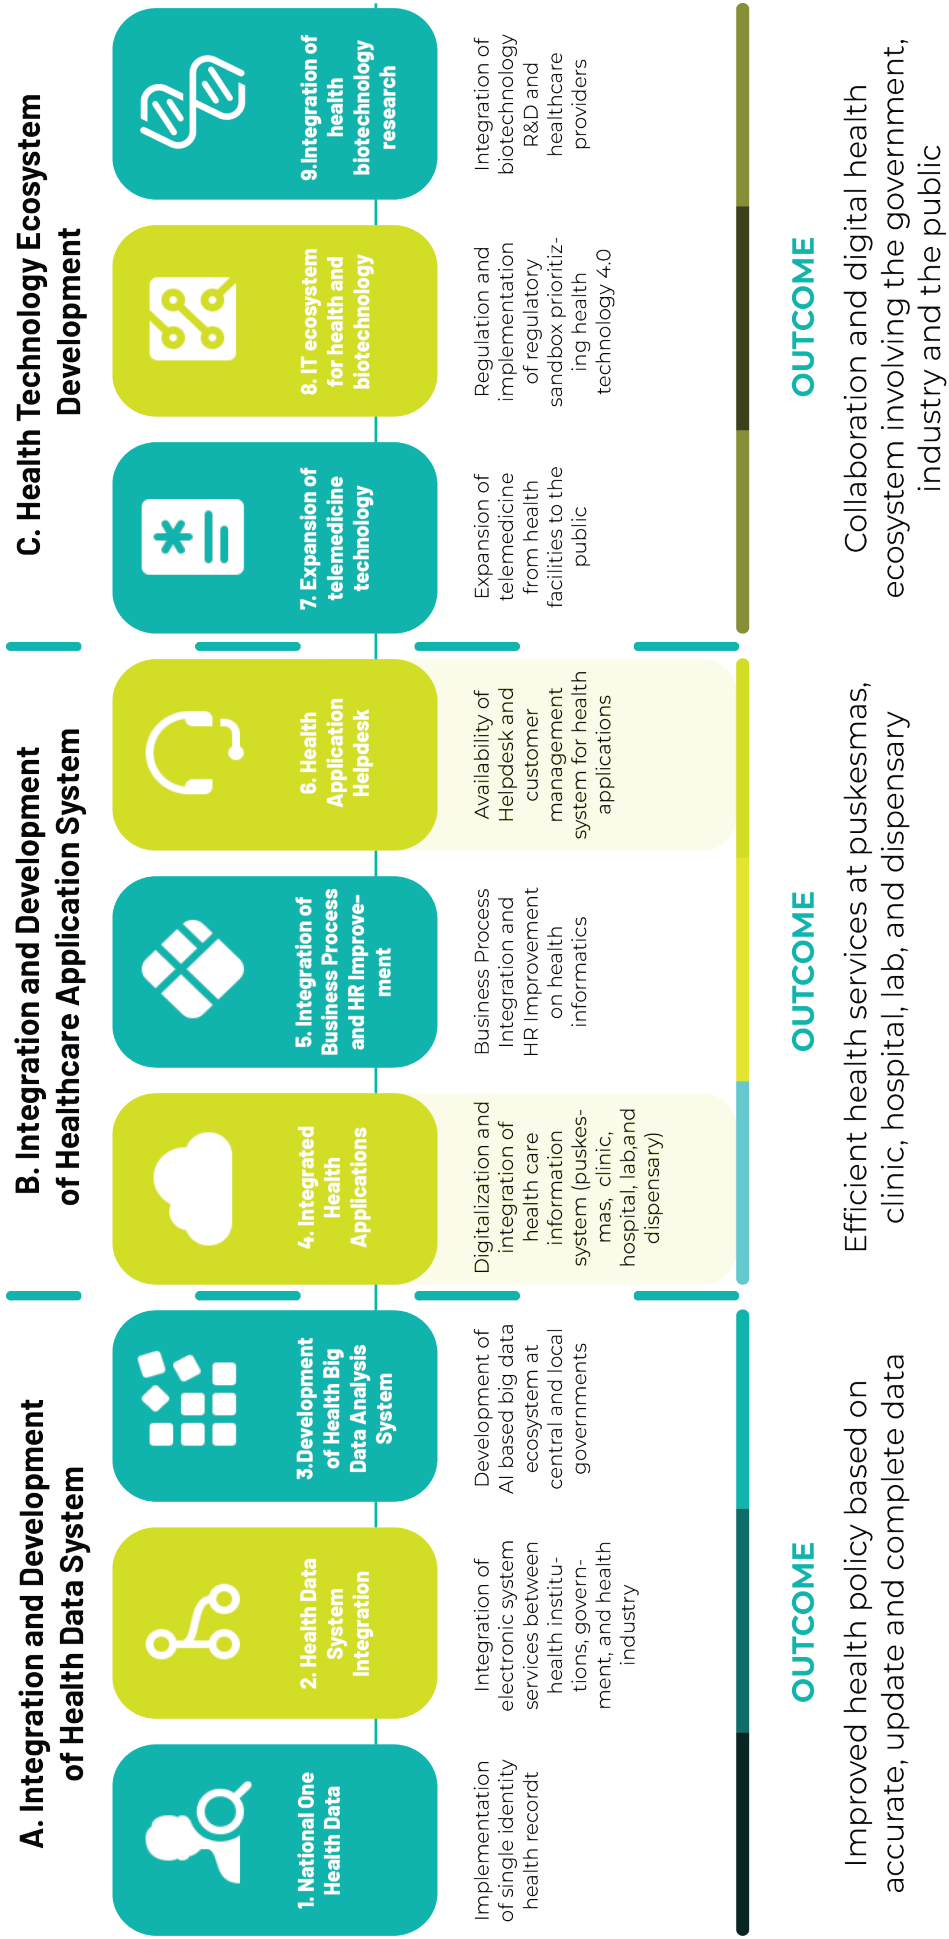 A. Integration and Development
of Health Data System
1. National One
Health Data
Implementation
of single identity
health recordt
2. Health Data
System
Integration
Integration of
electronic system
services between
health institu-
tions, govern-
ment, and health
industry
3.Development
of Health Big
Data Analysis
System
Development of
AI based big data
ecosystem at
central and local
governments
OUTCOME
Improved health policy based on
accurate, update and complete data
B. Integration and Development
of Healthcare Application System
4. Integrated
Health
Applications
Digitalization and
integration of
health care
information
system (puskes-
mas, clinic,
hospital, lab,and
dispensary)
5. Integration of
Business Process
and HR Improve-
ment
Business Process
Integration and
HR Improvement
on health
informatics
6. Health
Application
Helpdesk
Availability of
Helpdesk and
customer
management
system for health
applications
OUTCOME
Efficient health services at puskesmas,
clinic, hospital, lab, and dispensary
C. Health Technology Ecosystem
Development
7. Expansion of
telemedicine
technology
Expansion of
telemedicine
from health
facilities to the
public
8. IT ecosystem
for health and
biotechnology
Regulation and
implementation
of regulatory
sandbox prioritiz-
ing health
technology 4.0
9.Integration of
health
biotechnology
research
Integration of
biotechnology
R&D and
healthcare
providers
OUTCOME
Collaboration and digital health
ecosystem involving the government,
industry and the public